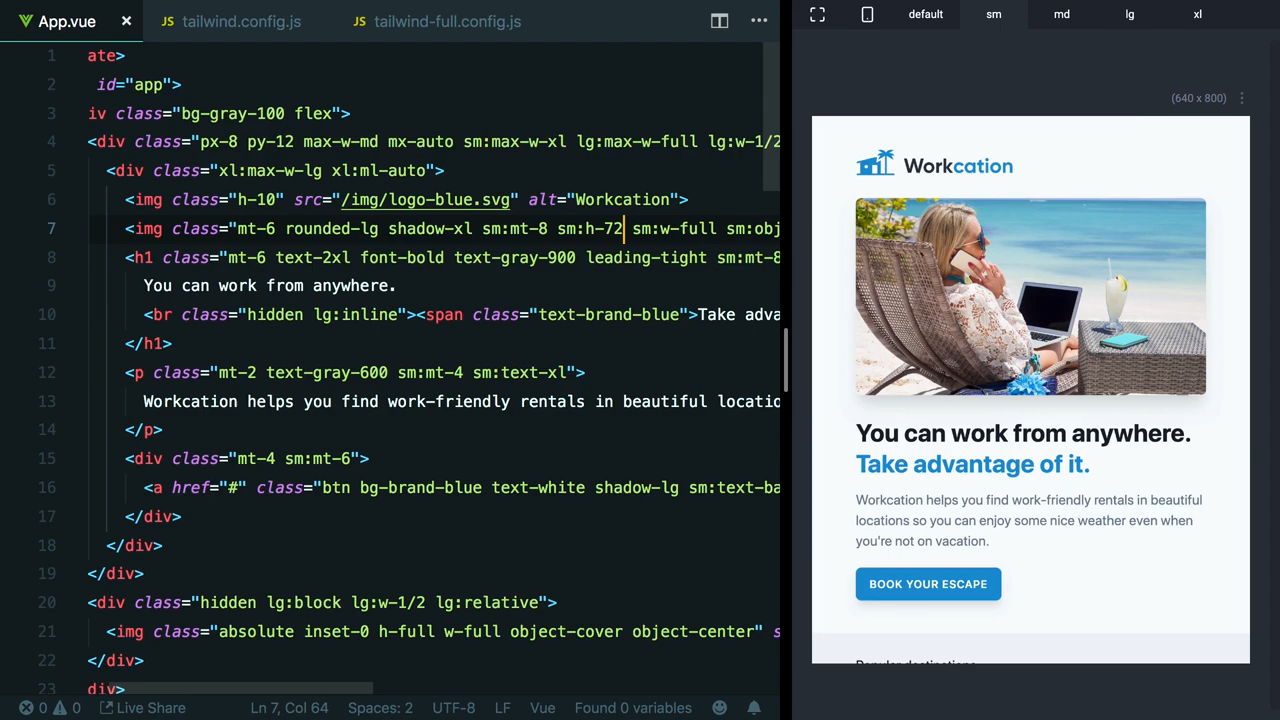 App.vue × JS tailwind.config.js JS tailwind-full.config.js •••
1 ate>
2 id="app">
3 iv class="bg-gray-100 flex">
4 <div class="px-8 py-12 max-w-md mx-auto sm:max-w-xl lg:max-w-full lg:w-1/2
5 <div class="xl:max-w-lg xl:ml-auto">
6 <img class="h-10" src="/img/logo-blue.svg" alt="Workcation">
7 <img class="mt-6 rounded-lg shadow-xl sm:mt-8 sm:h-72 sm:w-full sm:obj
8 <h1 class="mt-6 text-2xl font-bold text-gray-900 leading-tight sm:mt-8
9 You can work from anywhere.
10 <br class="hidden lg:inline"><span class="text-brand-blue">Take adva
11 </h1>
12 <p class="mt-2 text-gray-600 sm:mt-4 sm:text-xl">
13 Workcation helps you find work-friendly rentals in beautiful locatio
14 </p>
15 <div class="mt-4 sm:mt-6">
16 <a href="#" class="btn bg-brand-blue text-white shadow-lg sm:text-ba
17 </div>
18 </div>
19 </div>
20 <div class="hidden lg:block lg:w-1/2 lg:relative">
21 <img class="absolute inset-0 h-full w-full object-cover object-center" s
22 </div>
23 div>
0 0 Live Share Ln 7, Col 64 Spaces: 2 UTF-8 LF Vue Found 0 variables
default sm md lg xl
(640 x 800)
Workcation
You can work from anywhere.
Take advantage of it.
Workcation helps you find work-friendly rentals in beautiful
locations so you can enjoy some nice weather even when
you're not on vacation.
BOOK YOUR ESCAPE
Popular destinations